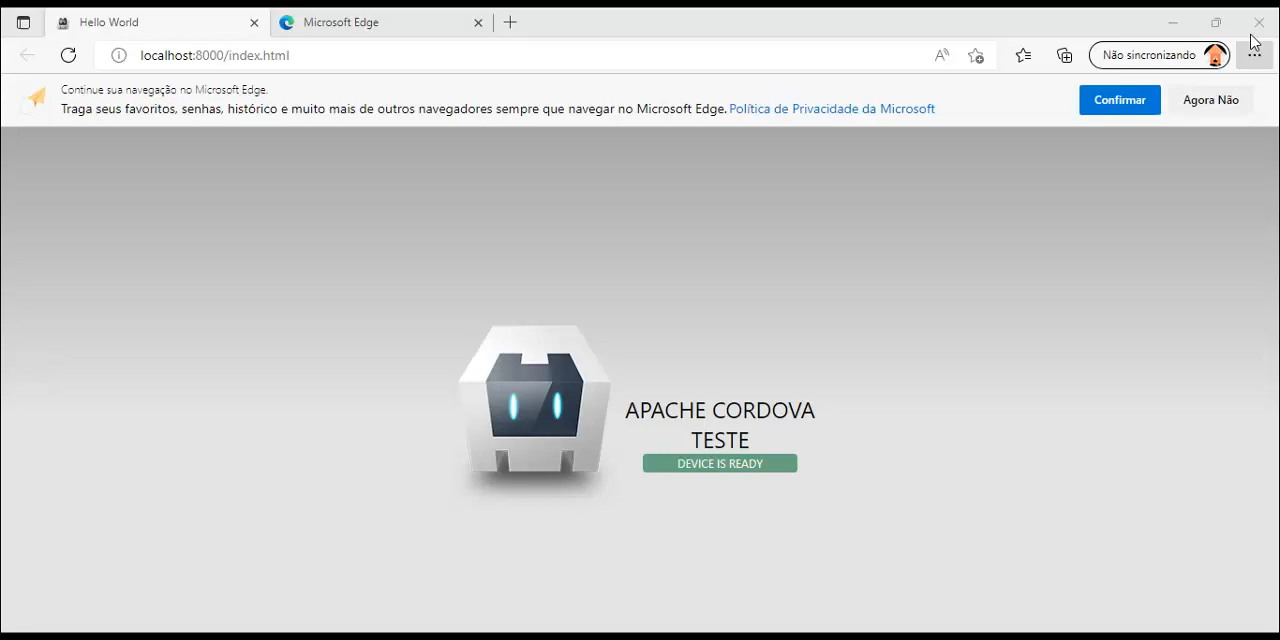 Hello World
Microsoft Edge
localhost:8000/index.html
A
Não sincronizando
Continue sua navegação no Microsoft Edge.
Traga seus favoritos, senhas, histórico e muito mais de outros navegadores sempre que navegar no Microsoft Edge. Política de Privacidade da Microsoft
Confirmar
Agora Não
APACHE CORDOVA
TESTE
DEVICE IS READY